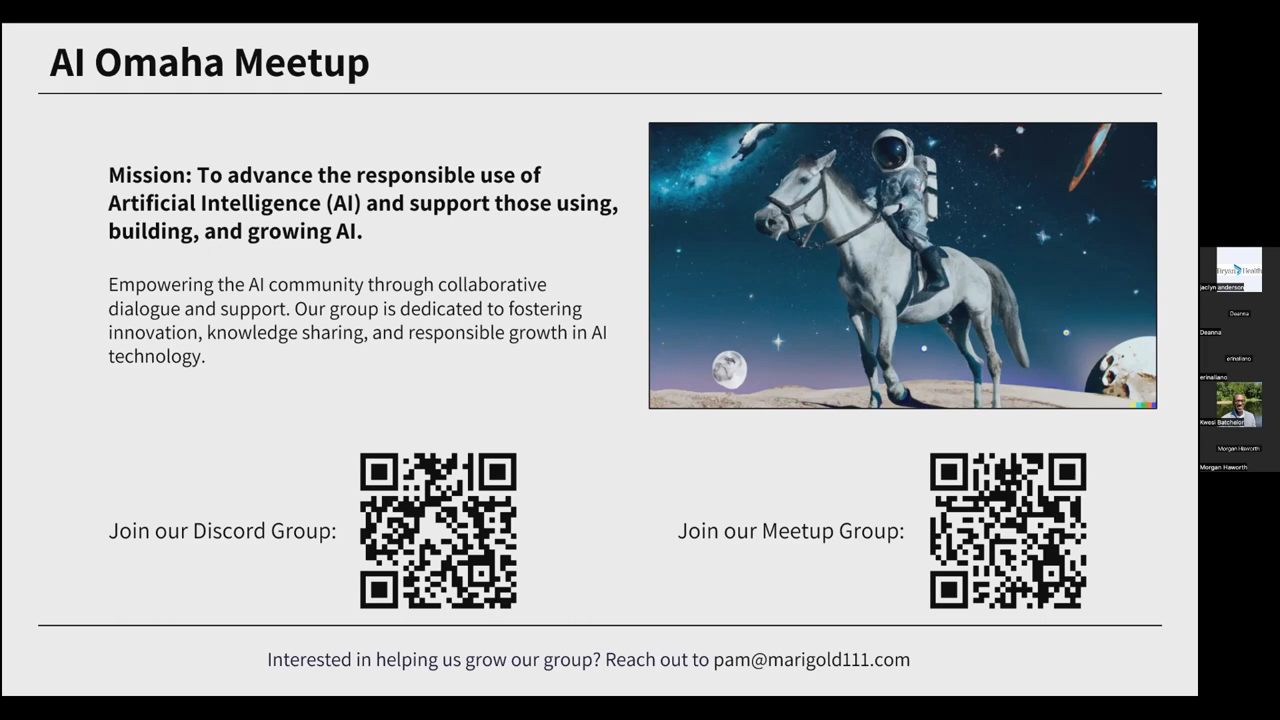 AI Omaha Meetup
Mission: To advance the responsible use of
Artificial Intelligence (AI) and support those using,
building, and growing AI.
Empowering the AI community through collaborative
dialogue and support. Our group is dedicated to fostering
innovation, knowledge sharing, and responsible growth in AI
technology.
Join our Discord Group:
Join our Meetup Group:
Interested in helping us grow our group? Reach out to pam@marigold111.com
Bryan Health
jaclyn anderson
Deanna
Deanna
erinaliano
erinaliano
Kwesi Batchelor
Morgan Haworth
Morgan Haworth